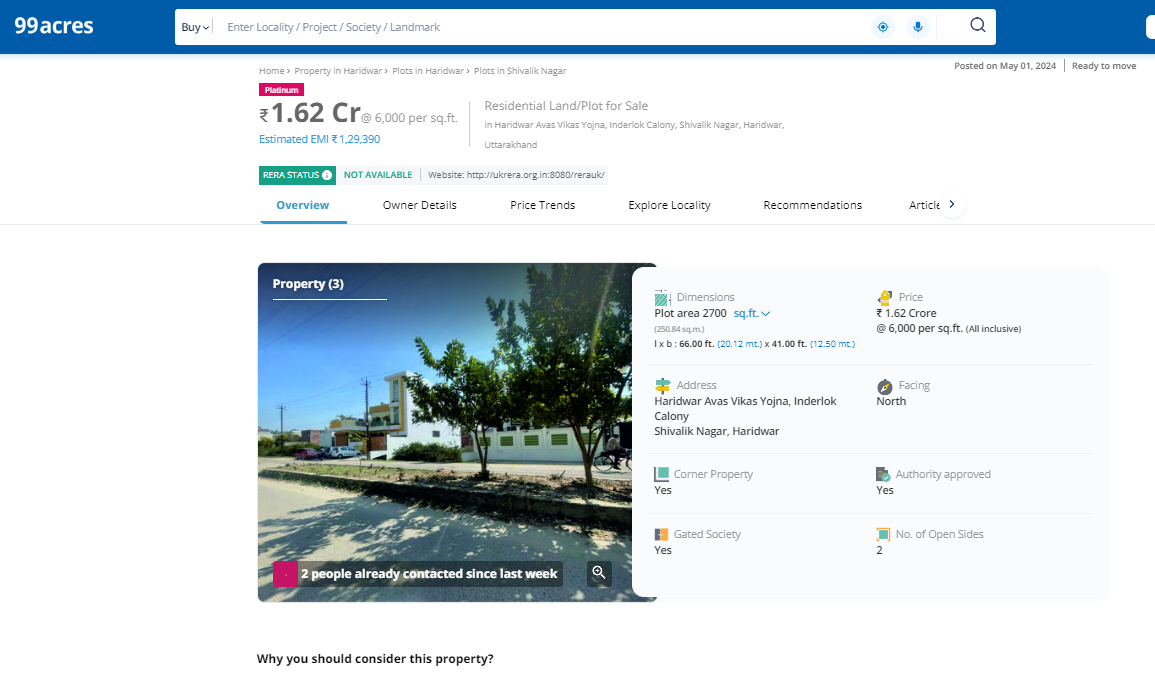 99acres
Buy
Enter Locality / Project / Society / Landmark
Home › Property in Haridwar › Plots in Haridwar › Plots in Shivalik Nagar
Posted on May 01, 2024 | Ready to move
Platinum
₹1.62 Cr @ 6,000 per sq.ft.
Estimated EMI ₹ 1,29,390
Residential Land/Plot for Sale
in Haridwar Avas Vikas Yojna, Inderlok Calony, Shivalik Nagar, Haridwar,
Uttarakhand
RERA STATUS i NOT AVAILABLE | Website: http://ukrera.org.in:8080/rerauk/
Overview
Owner Details
Price Trends
Explore Locality
Recommendations
Article
Property (3)
2 people already contacted since last week
Dimensions
Plot area 2700 sq.ft.
(250.84 sq.m.)
l x b : 66.00 ft. (20.12 mt.) x 41.00 ft. (12.50 mt.)
Price
₹ 1.62 Crore
@ 6,000 per sq.ft. (All inclusive)
Address
Haridwar Avas Vikas Yojna, Inderlok
Calony
Shivalik Nagar, Haridwar
Facing
North
Corner Property
Yes
Authority approved
Yes
Gated Society
Yes
No. of Open Sides
2
Why you should consider this property?